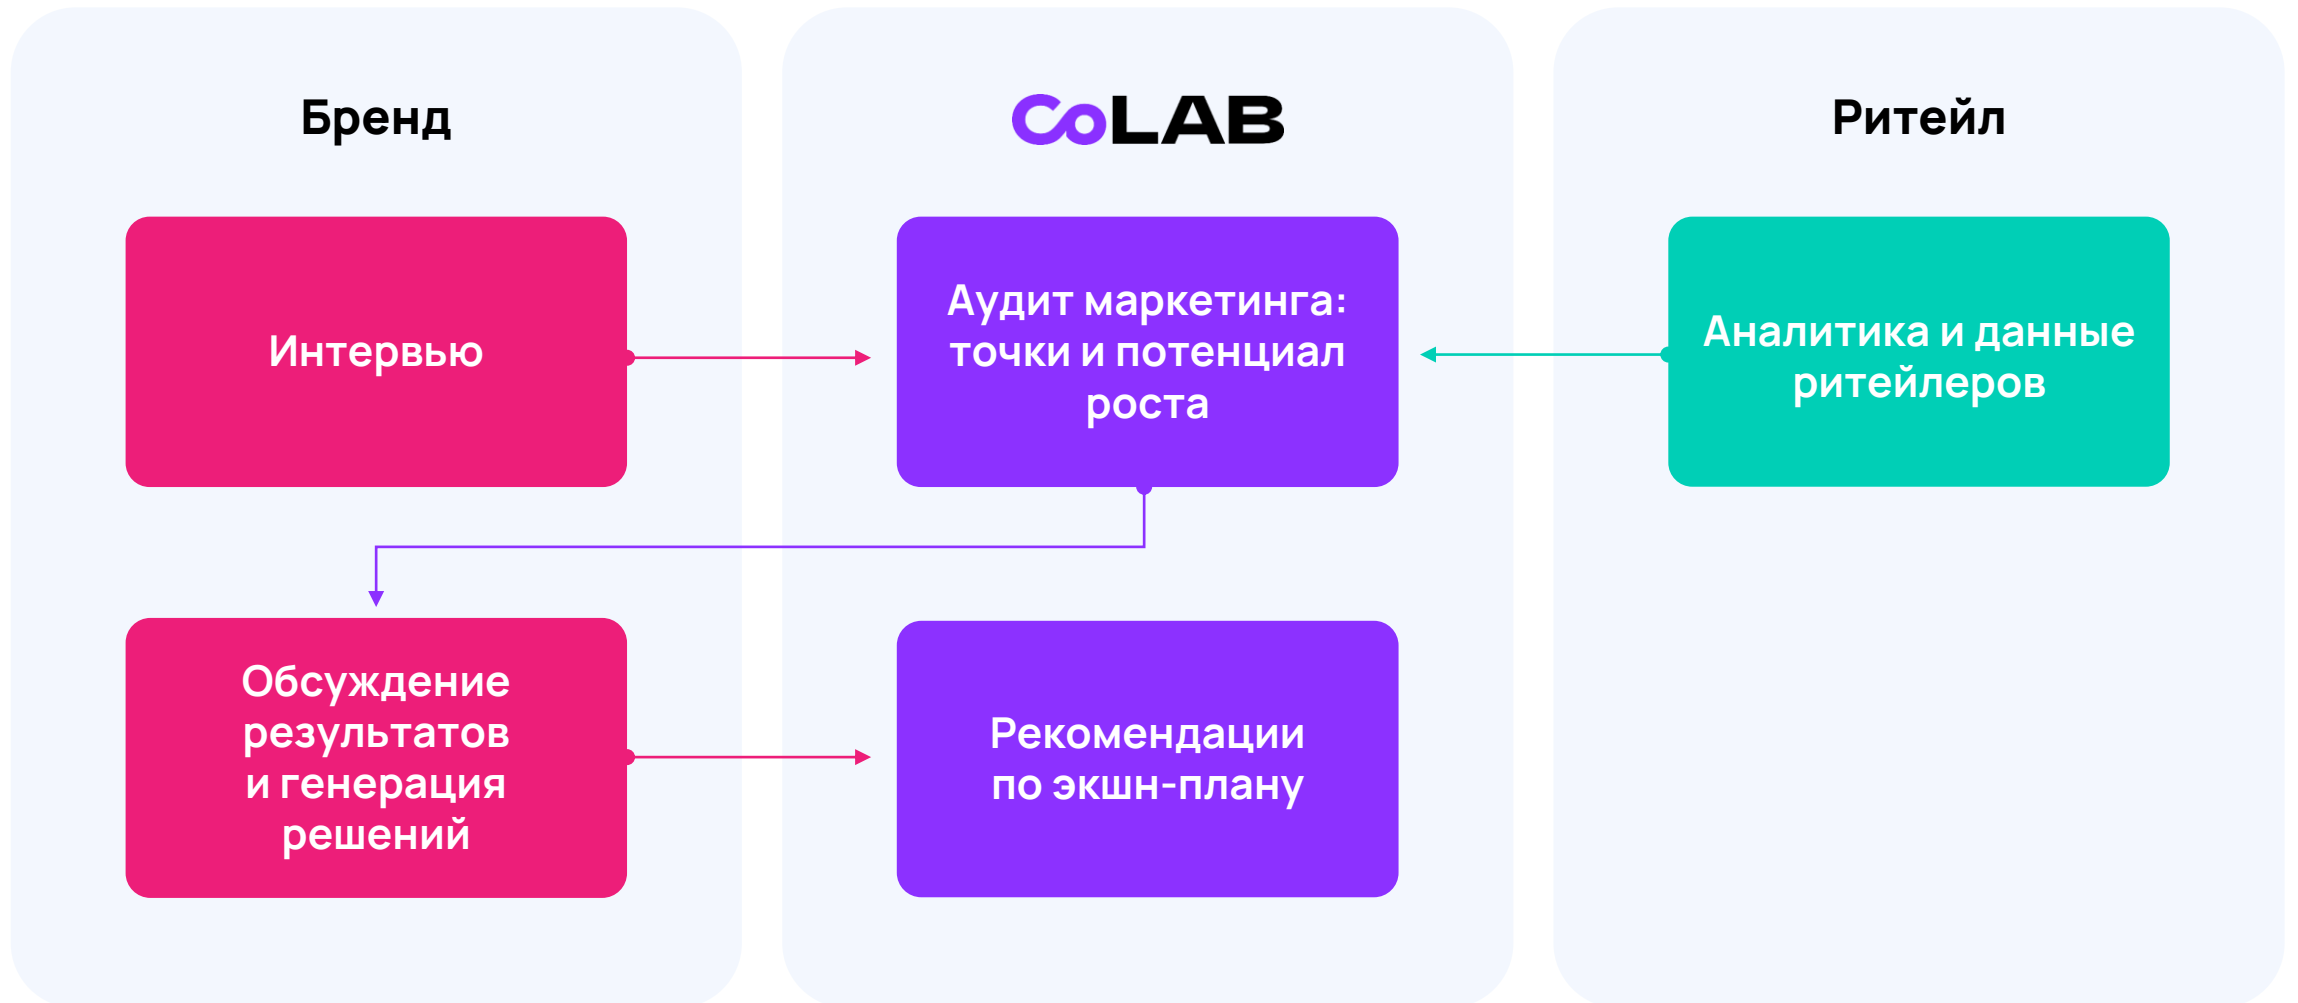 Бренд
CoLAB
Ритейл
Интервью
Аудит маркетинга:
точки и потенциал
роста
Аналитика и данные
ритейлеров
Обсуждение
результатов
и генерация
решений
Рекомендации
по экшн-плану